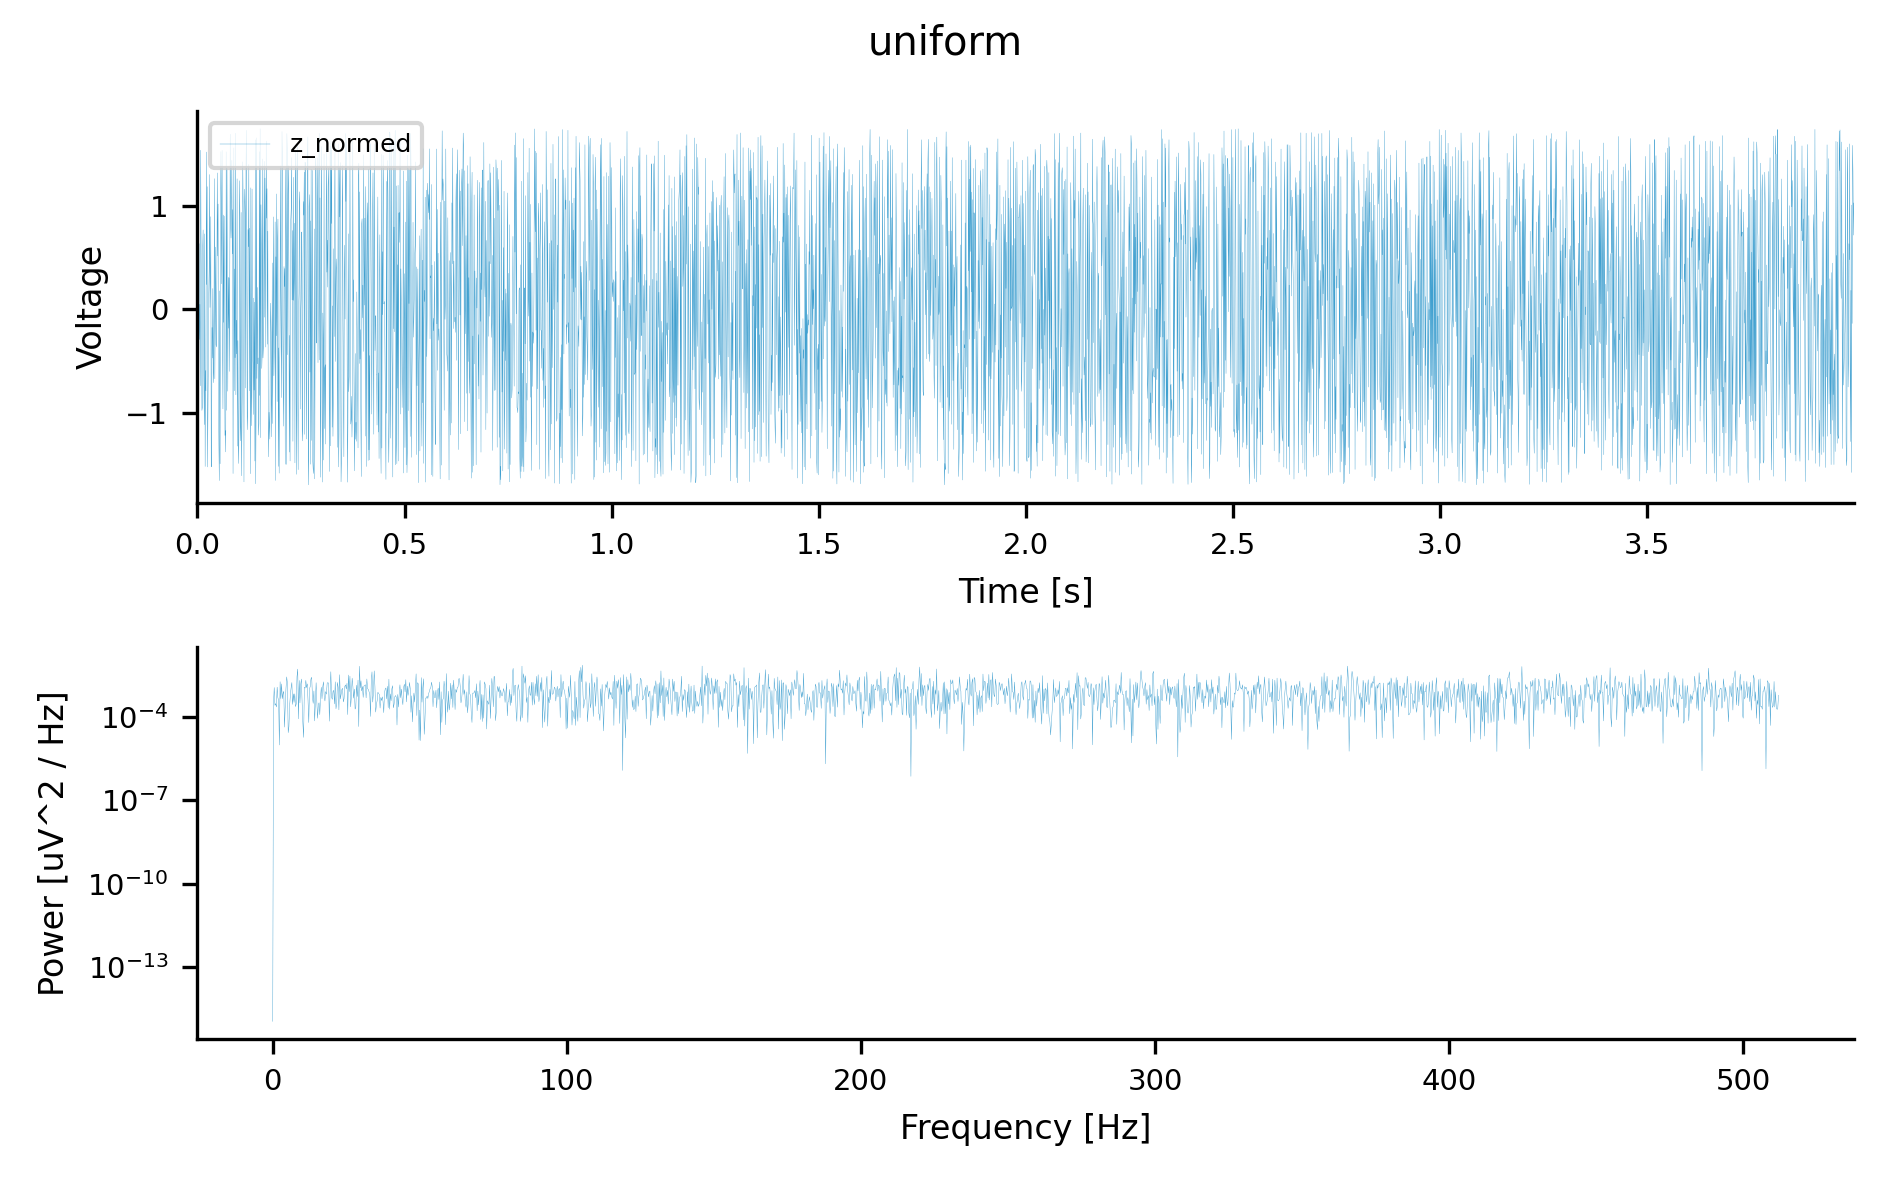 uniform
z_normed
Voltage
1
0
−1
0.0 0.5 1.0 1.5 2.0 2.5 3.0 3.5
Time [s]
Power [uV^2 / Hz]
10⁻⁴
10⁻⁷
10⁻¹⁰
10⁻¹³
0 100 200 300 400 500
Frequency [Hz]